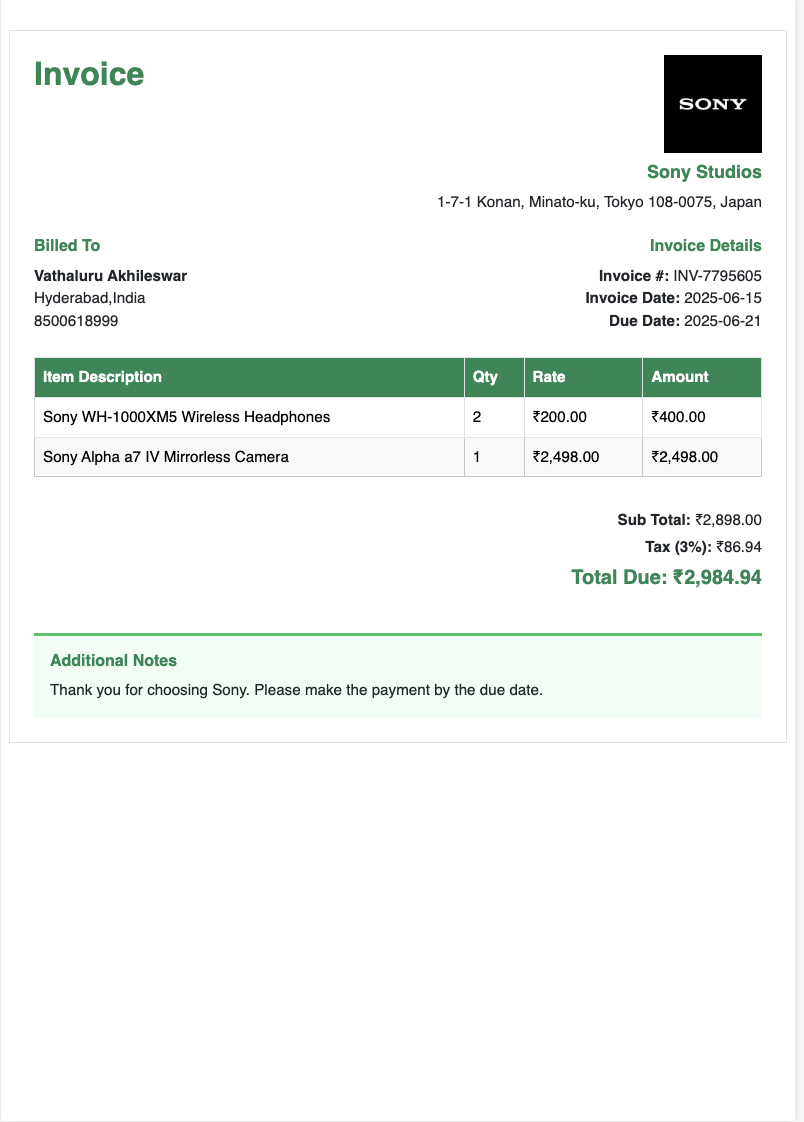 Invoice
SONY
Sony Studios
1-7-1 Konan, Minato-ku, Tokyo 108-0075, Japan
Billed To
Vathaluru Akhileswar
Hyderabad,India
8500618999
Invoice Details
Invoice #: INV-7795605
Invoice Date: 2025-06-15
Due Date: 2025-06-21
Item Description Qty Rate Amount
Sony WH-1000XM5 Wireless Headphones 2 ₹200.00 ₹400.00
Sony Alpha a7 IV Mirrorless Camera 1 ₹2,498.00 ₹2,498.00
Sub Total: ₹2,898.00
Tax (3%): ₹86.94
Total Due: ₹2,984.94
Additional Notes
Thank you for choosing Sony. Please make the payment by the due date.